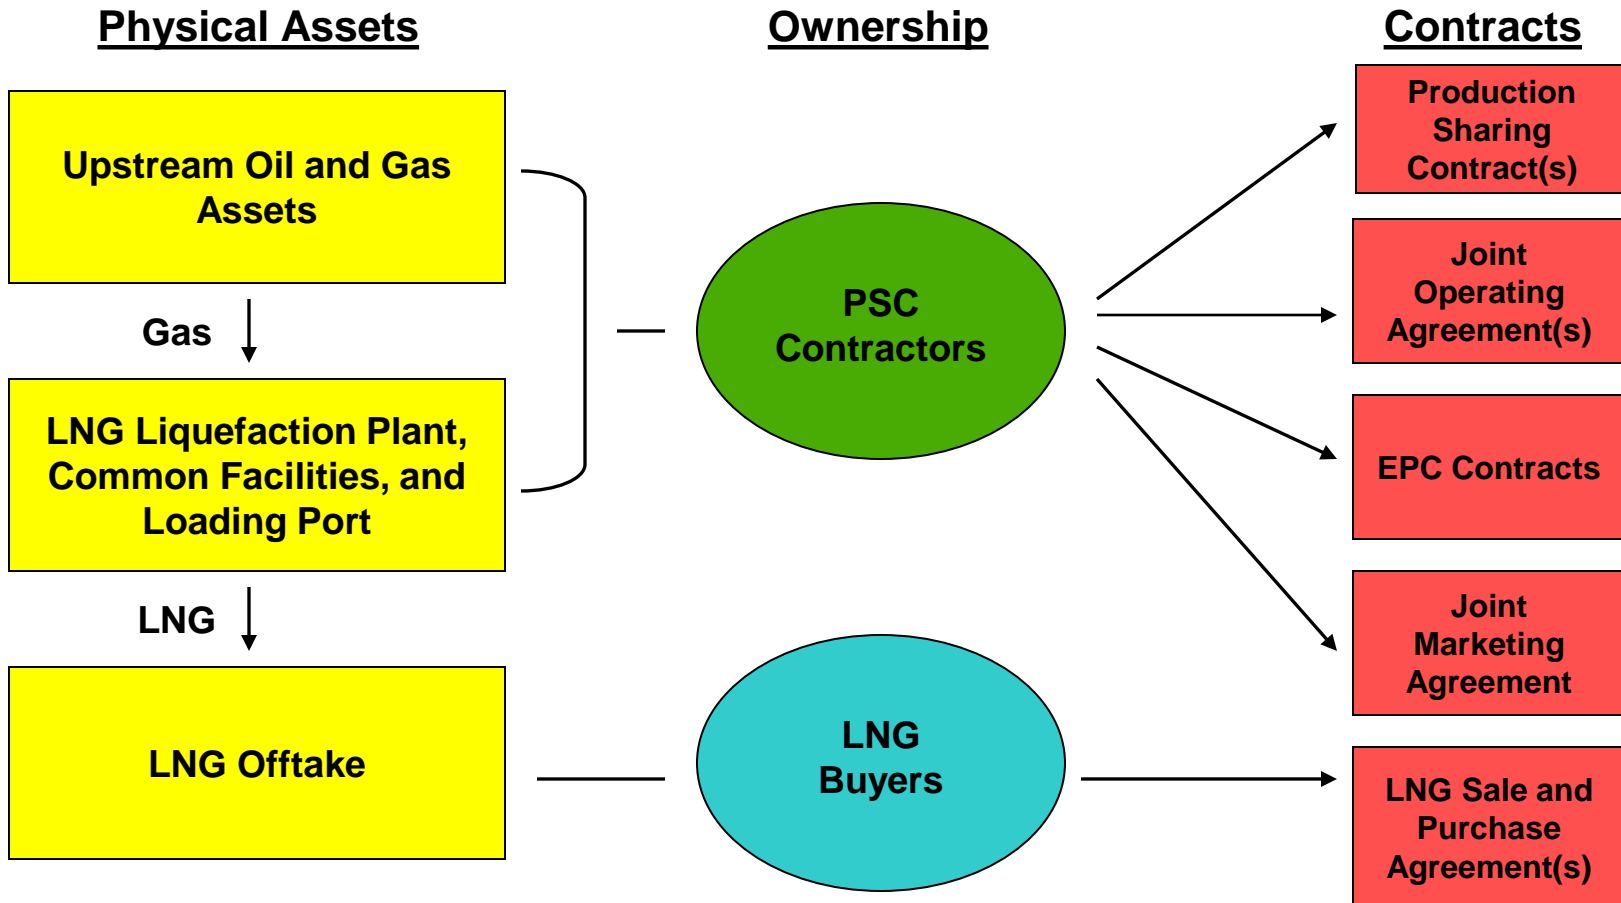 Physical Assets
Ownership
Contracts
Upstream Oil and Gas
Assets
Gas
LNG Liquefaction Plant,
Common Facilities, and
Loading Port
LNG
LNG Offtake
PSC
Contractors
LNG
Buyers
Production
Sharing
Contract(s)
Joint
Operating
Agreement(s)
EPC Contracts
Joint
Marketing
Agreement
LNG Sale and
Purchase
Agreement(s)